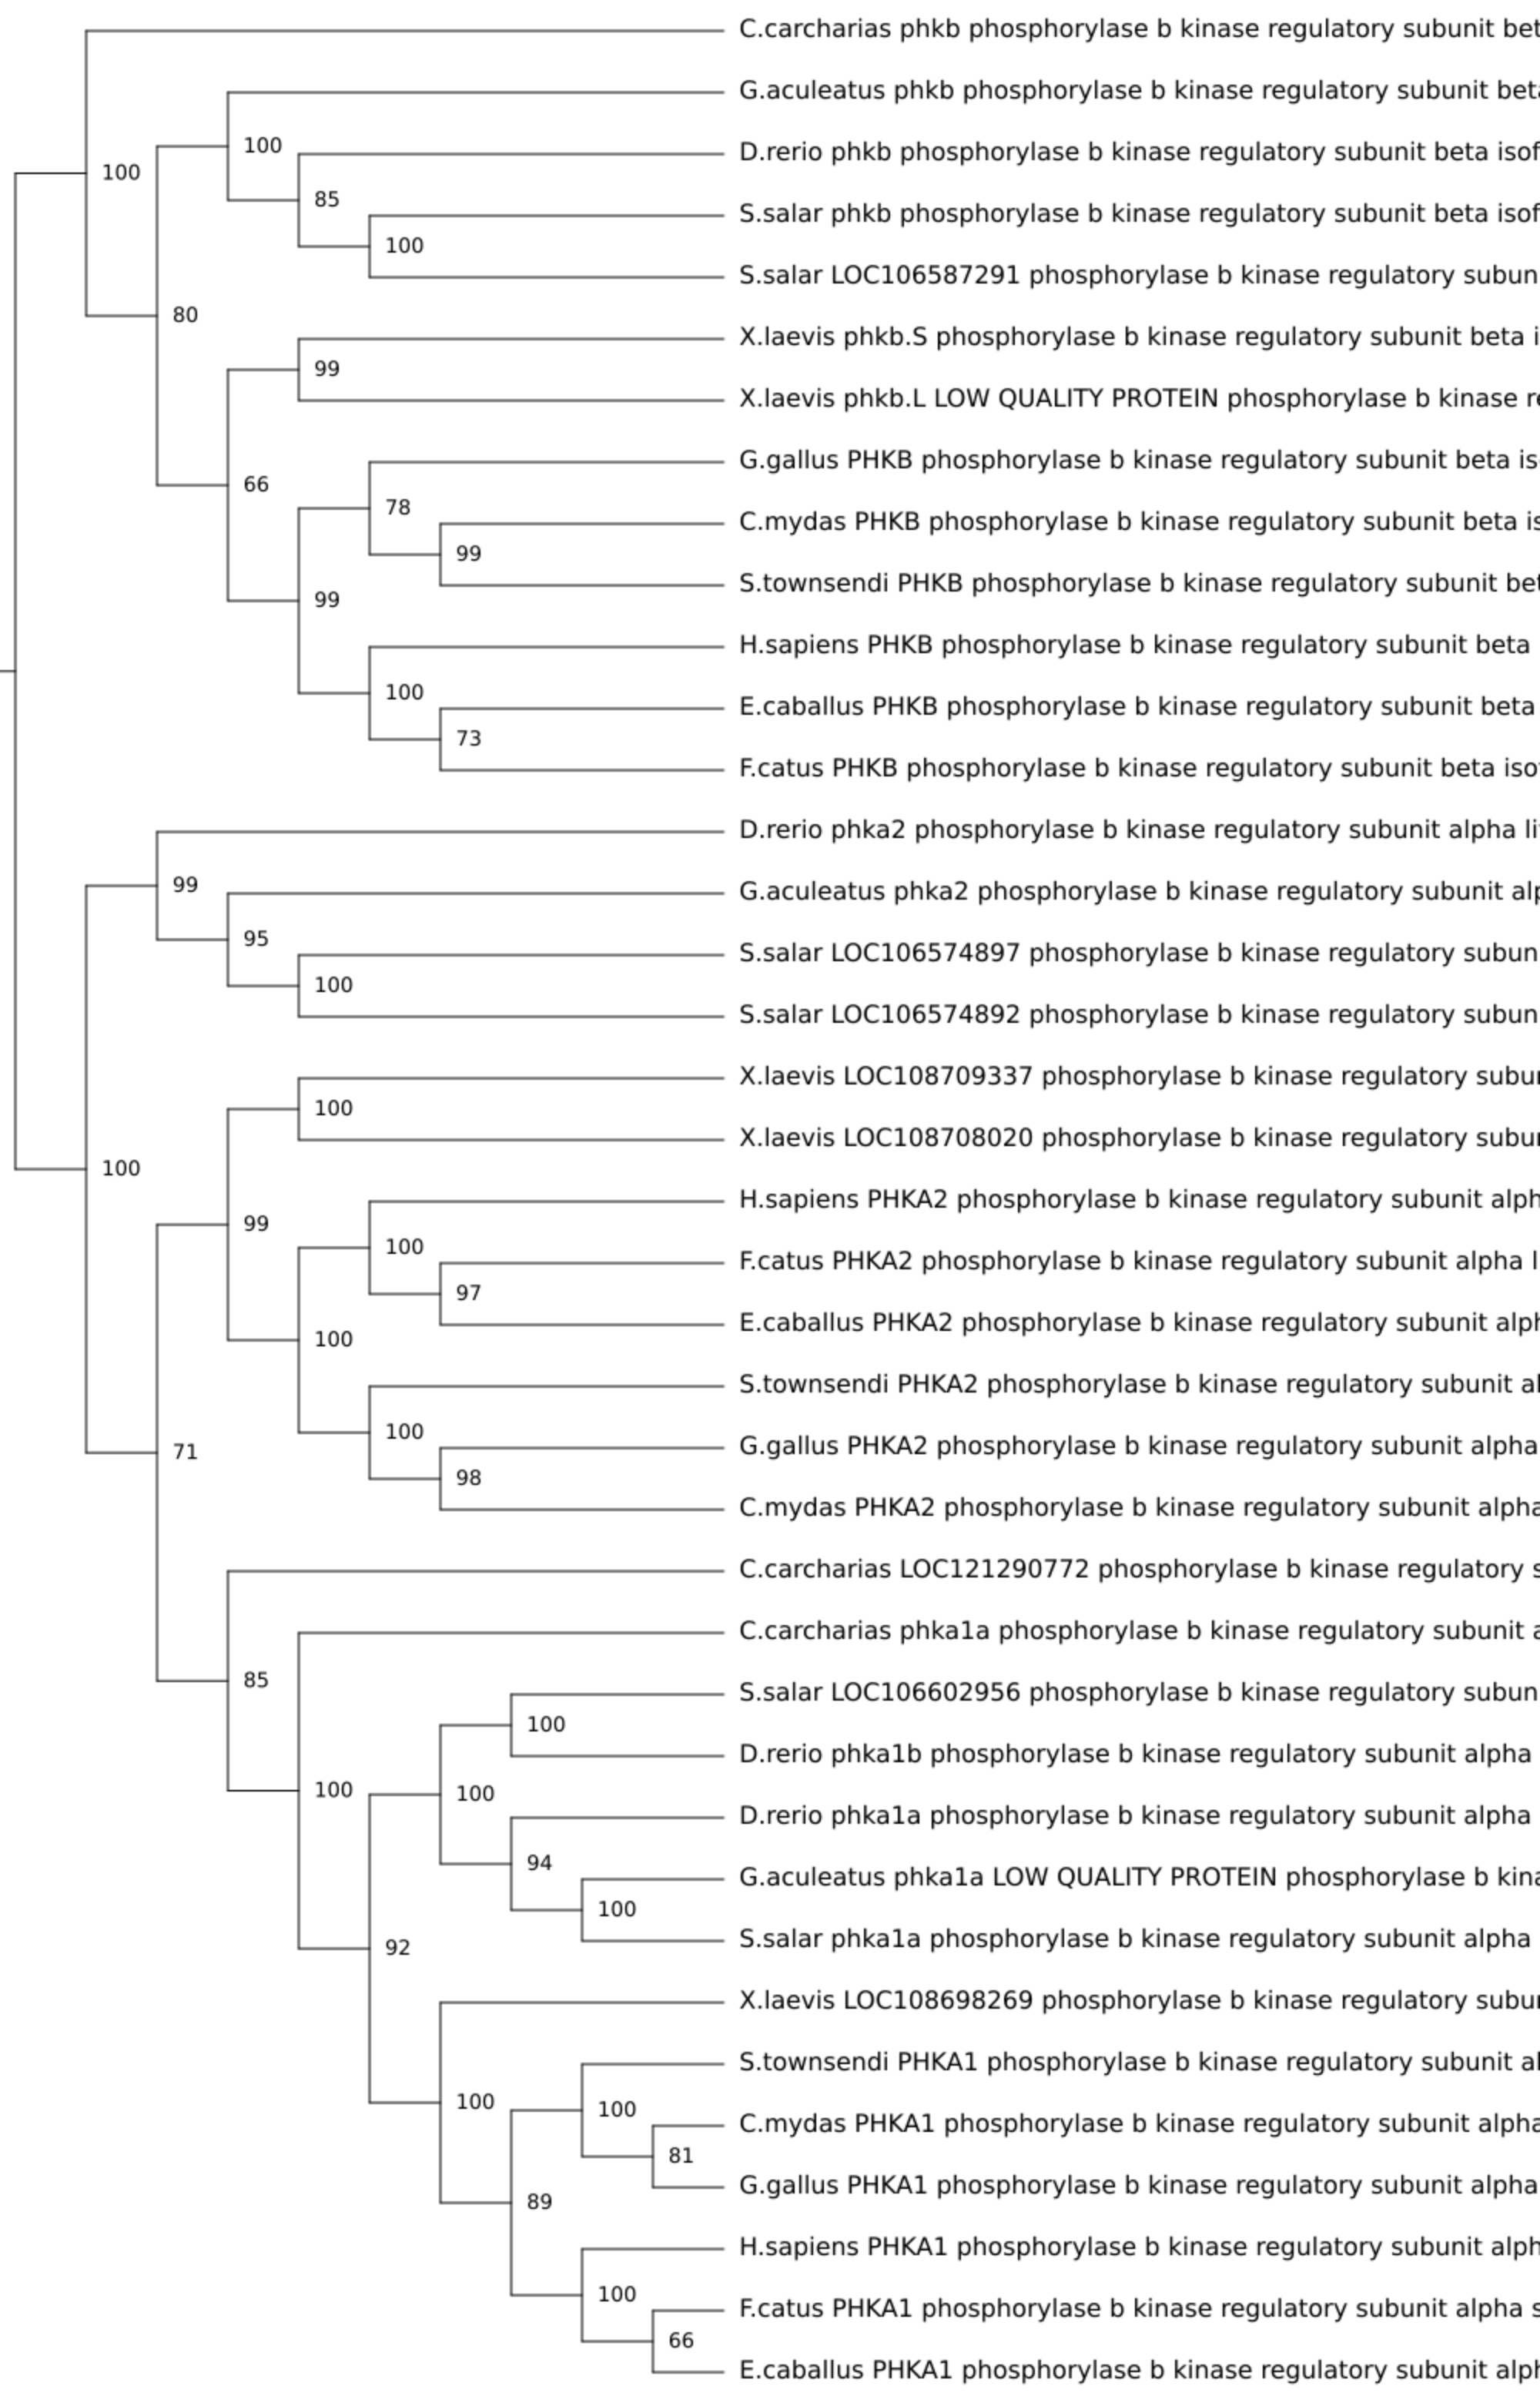 C.carcharias phkb phosphorylase b kinase regulatory subunit bet
G.aculeatus phkb phosphorylase b kinase regulatory subunit beta
100
D.rerio phkb phosphorylase b kinase regulatory subunit beta isof
100
85
S.salar phkb phosphorylase b kinase regulatory subunit beta isof
100
S.salar LOC106587291 phosphorylase b kinase regulatory subun
80
X.laevis phkb.S phosphorylase b kinase regulatory subunit beta i
99
X.laevis phkb.L LOW QUALITY PROTEIN phosphorylase b kinase re
G.gallus PHKB phosphorylase b kinase regulatory subunit beta is
66
78
C.mydas PHKB phosphorylase b kinase regulatory subunit beta is
99
S.townsendi PHKB phosphorylase b kinase regulatory subunit bet
99
H.sapiens PHKB phosphorylase b kinase regulatory subunit beta
100
E.caballus PHKB phosphorylase b kinase regulatory subunit beta
73
F.catus PHKB phosphorylase b kinase regulatory subunit beta iso
D.rerio phka2 phosphorylase b kinase regulatory subunit alpha li
99
G.aculeatus phka2 phosphorylase b kinase regulatory subunit alp
95
S.salar LOC106574897 phosphorylase b kinase regulatory subun
100
S.salar LOC106574892 phosphorylase b kinase regulatory subun
X.laevis LOC108709337 phosphorylase b kinase regulatory subu
100
X.laevis LOC108708020 phosphorylase b kinase regulatory subu
100
H.sapiens PHKA2 phosphorylase b kinase regulatory subunit alph
99
100
F.catus PHKA2 phosphorylase b kinase regulatory subunit alpha l
97
E.caballus PHKA2 phosphorylase b kinase regulatory subunit alph
100
S.townsendi PHKA2 phosphorylase b kinase regulatory subunit al
100
G.gallus PHKA2 phosphorylase b kinase regulatory subunit alpha
71
98
C.mydas PHKA2 phosphorylase b kinase regulatory subunit alpha
C.carcharias LOC121290772 phosphorylase b kinase regulatory s
C.carcharias phka1a phosphorylase b kinase regulatory subunit a
85
S.salar LOC106602956 phosphorylase b kinase regulatory subun
100
D.rerio phka1b phosphorylase b kinase regulatory subunit alpha
100
100
D.rerio phka1a phosphorylase b kinase regulatory subunit alpha
94
G.aculeatus phka1a LOW QUALITY PROTEIN phosphorylase b kina
100
S.salar phka1a phosphorylase b kinase regulatory subunit alpha
92
X.laevis LOC108698269 phosphorylase b kinase regulatory subu
S.townsendi PHKA1 phosphorylase b kinase regulatory subunit al
100
100
C.mydas PHKA1 phosphorylase b kinase regulatory subunit alpha
81
G.gallus PHKA1 phosphorylase b kinase regulatory subunit alpha
89
H.sapiens PHKA1 phosphorylase b kinase regulatory subunit alph
100
F.catus PHKA1 phosphorylase b kinase regulatory subunit alpha s
66
E.caballus PHKA1 phosphorylase b kinase regulatory subunit alph